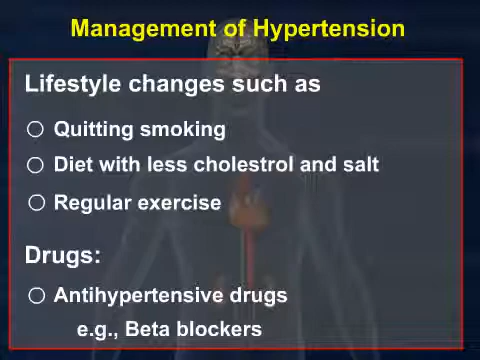 Management of Hypertension
Lifestyle changes such as
Quitting smoking
Diet with less cholestrol and salt
Regular exercise
Drugs:
Antihypertensive drugs
e.g., Beta blockers